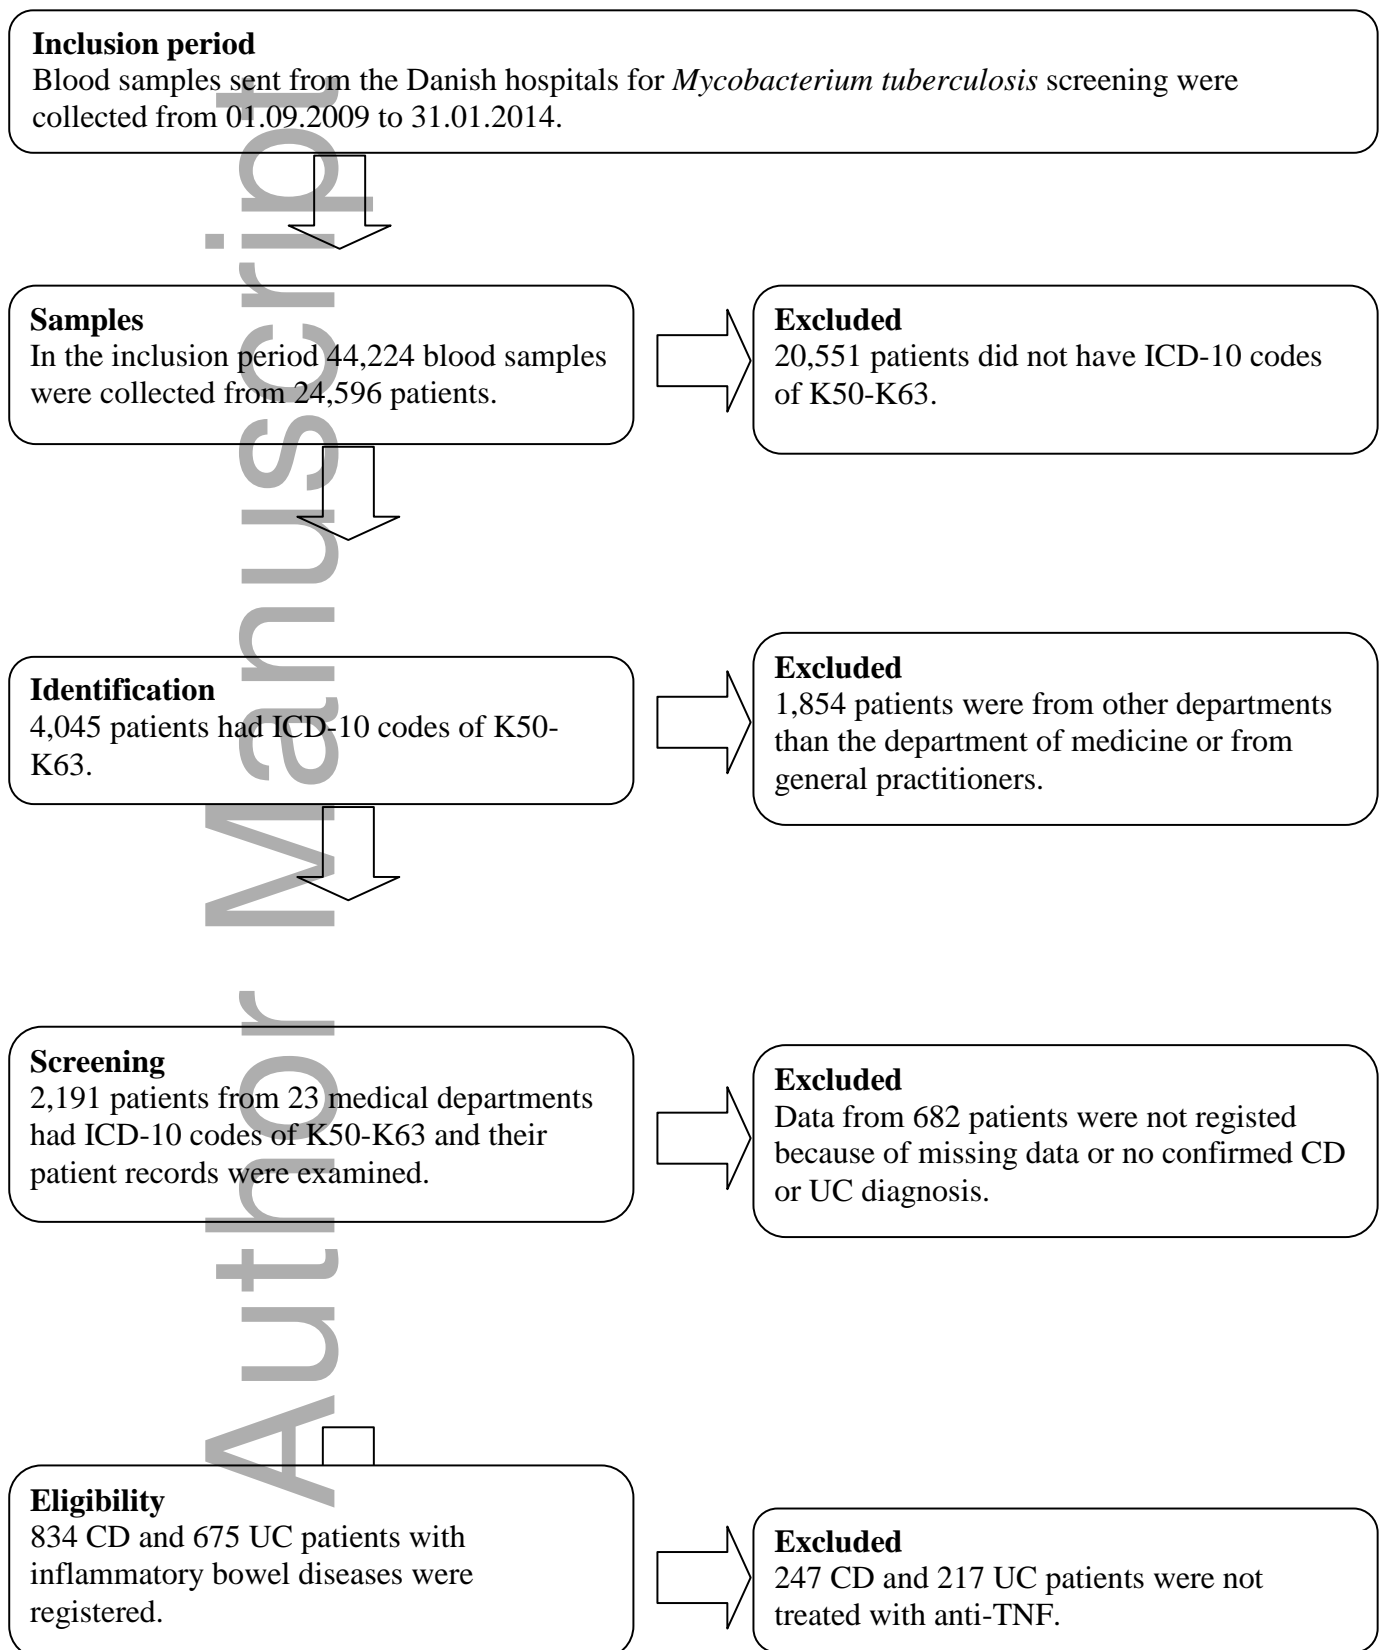 Inclusion period
Blood samples sent from the Danish hospitals for Mycobacterium tuberculosis screening were
collected from 01.09.2009 to 31.01.2014.
Samples
In the inclusion period 44,224 blood samples
were collected from 24,596 patients.
Excluded
20,551 patients did not have ICD-10 codes
of K50-K63.
Identification
4,045 patients had ICD-10 codes of K50-
K63.
Excluded
1,854 patients were from other departments
than the department of medicine or from
general practitioners.
Screening
2,191 patients from 23 medical departments
had ICD-10 codes of K50-K63 and their
patient records were examined.
Excluded
Data from 682 patients were not registed
because of missing data or no confirmed CD
or UC diagnosis.
Eligibility
834 CD and 675 UC patients with
inflammatory bowel diseases were
registered.
Excluded
247 CD and 217 UC patients were not
treated with anti-TNF.
Author Manuscript